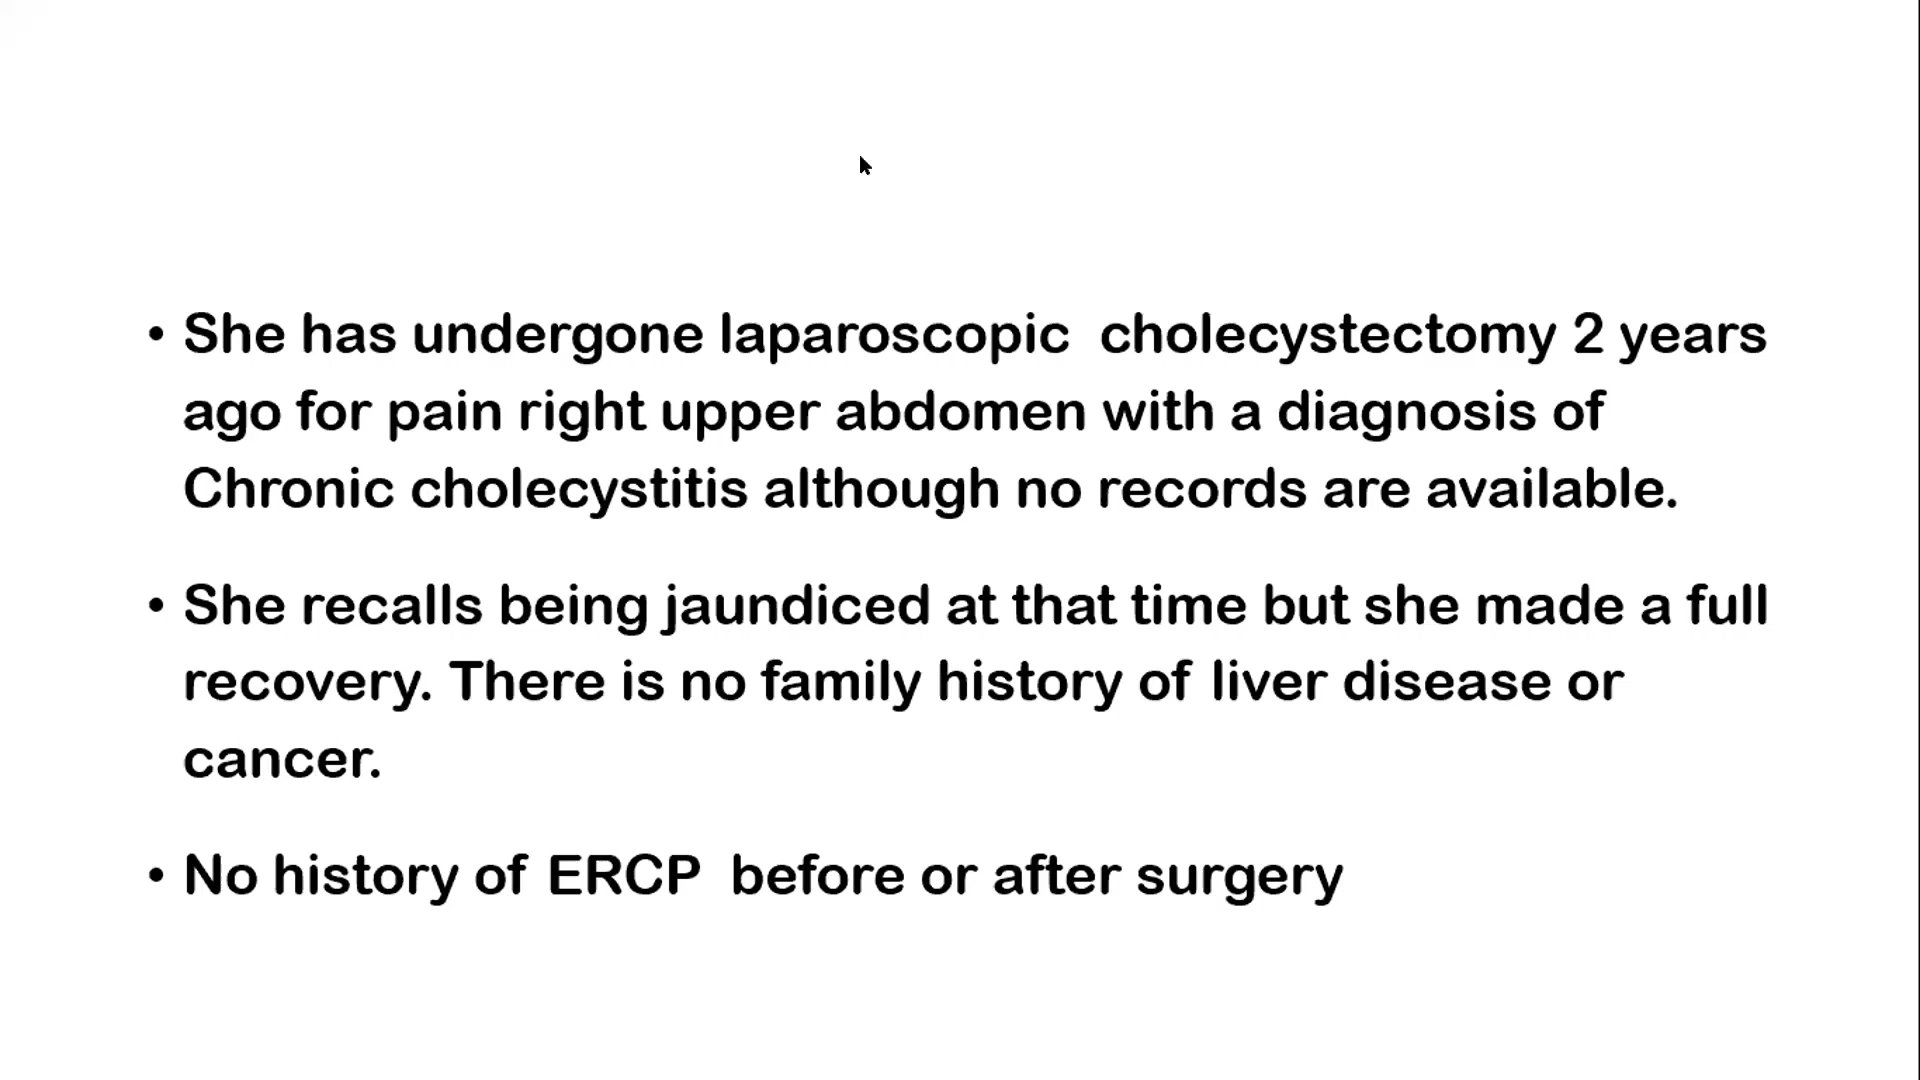 • She has undergone laparoscopic cholecystectomy 2 years
ago for pain right upper abdomen with a diagnosis of
Chronic cholecystitis although no records are available.
• She recalls being jaundiced at that time but she made a full
recovery. There is no family history of liver disease or
cancer.
• No history of ERCP before or after surgery